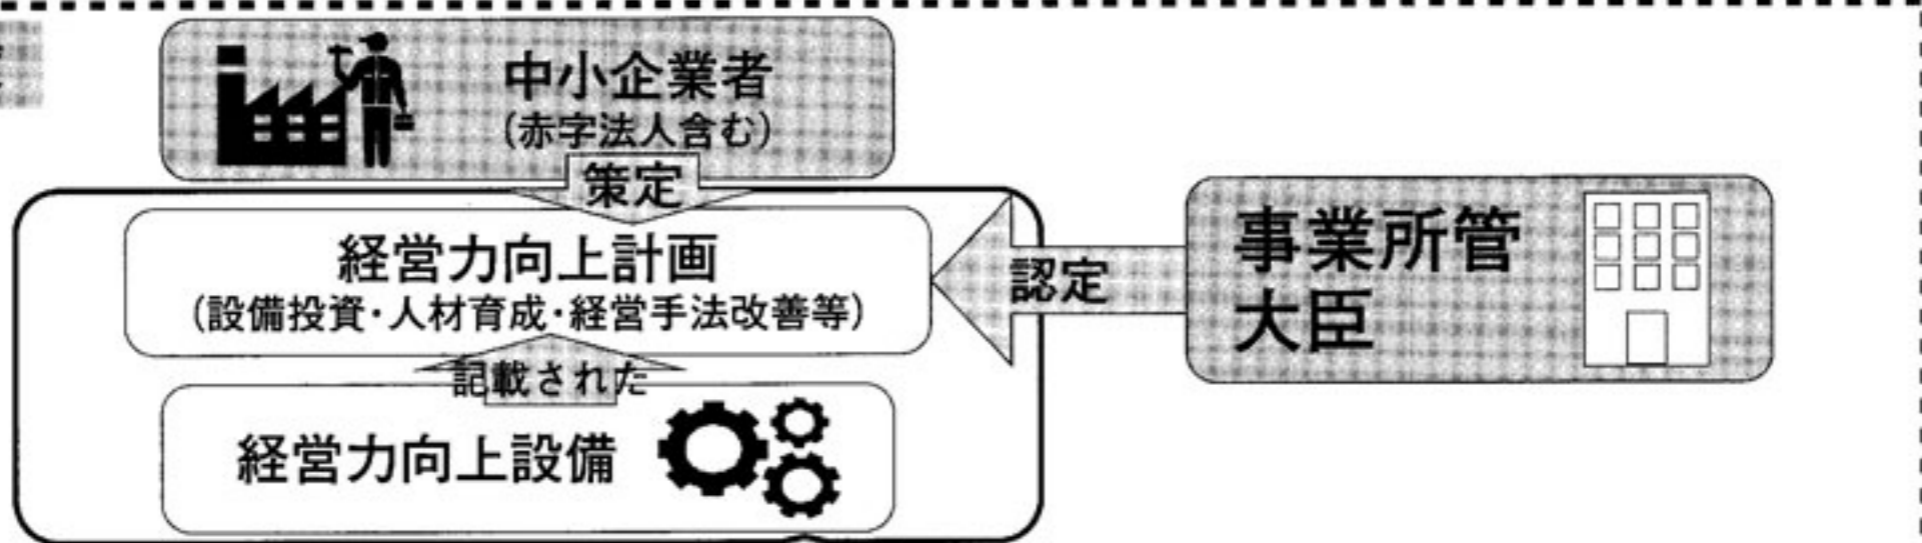 中小企業者
(赤字法人含む)
策定
経営力向上計画
(設備投資・人材育成・経営手法改善等)
認定
事業所管
大臣
記載された
経営力向上設備